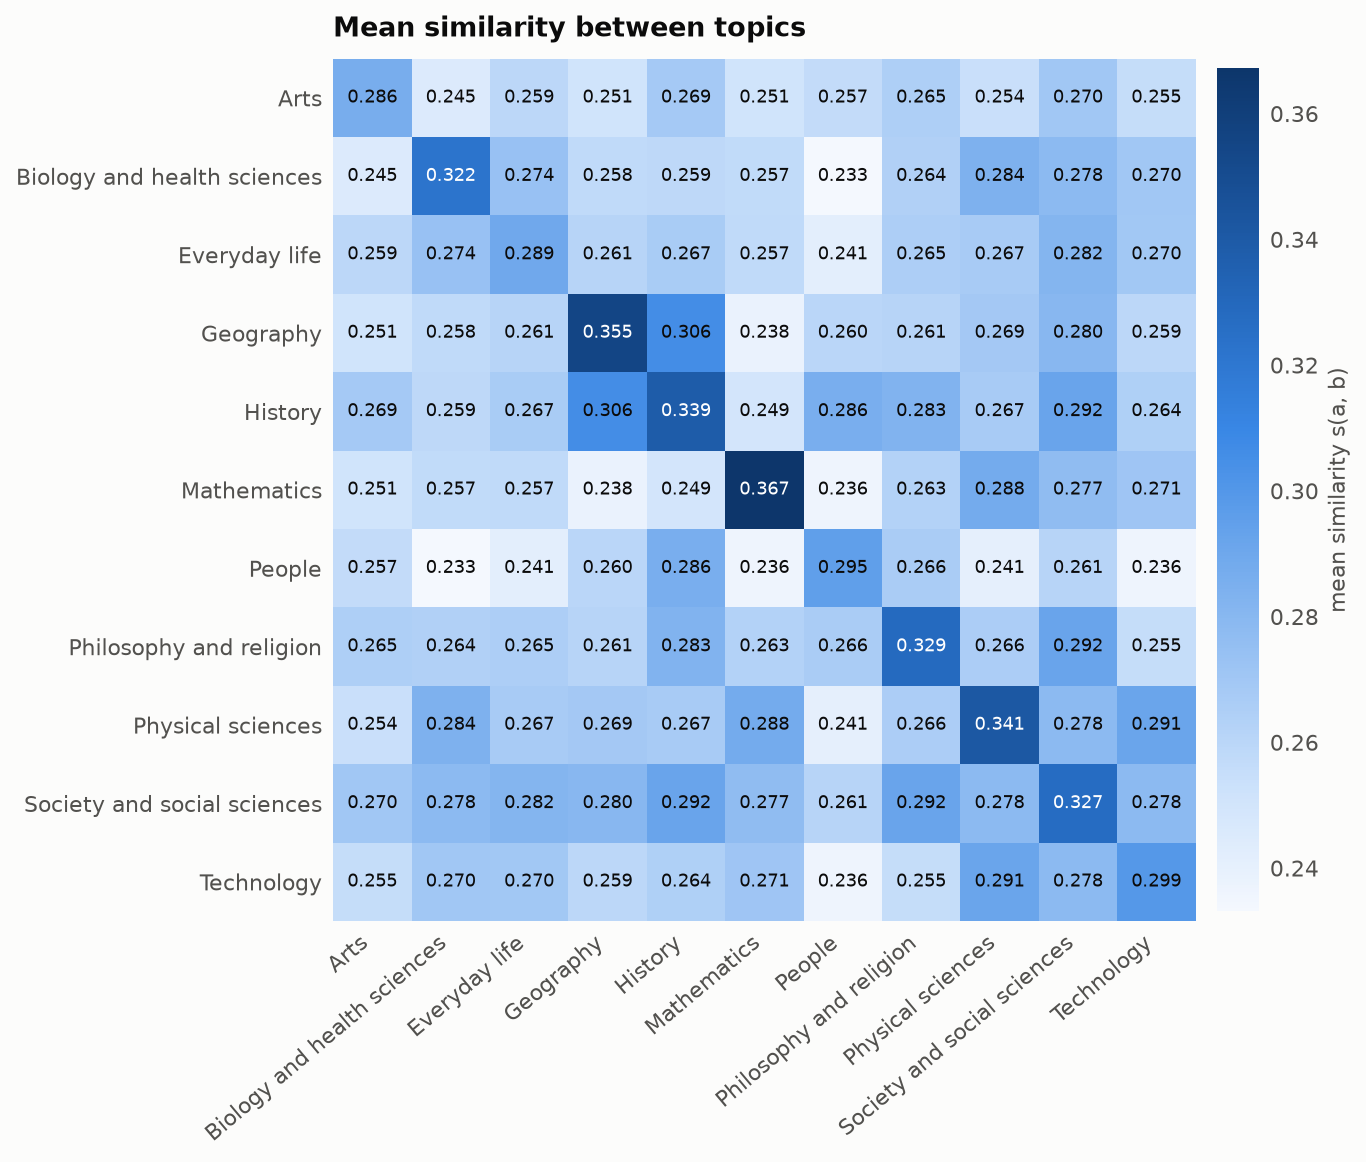 Mean similarity between topics
Arts 0.286 0.245 0.259 0.251 0.269 0.251 0.257 0.265 0.254 0.270 0.255
Biology and health sciences 0.245 0.322 0.274 0.258 0.259 0.257 0.233 0.264 0.284 0.278 0.270
Everyday life 0.259 0.274 0.289 0.261 0.267 0.257 0.241 0.265 0.267 0.282 0.270
Geography 0.251 0.258 0.261 0.355 0.306 0.238 0.260 0.261 0.269 0.280 0.259
History 0.269 0.259 0.267 0.306 0.339 0.249 0.286 0.283 0.267 0.292 0.264
Mathematics 0.251 0.257 0.257 0.238 0.249 0.367 0.236 0.263 0.288 0.277 0.271
People 0.257 0.233 0.241 0.260 0.286 0.236 0.295 0.266 0.241 0.261 0.236
Philosophy and religion 0.265 0.264 0.265 0.261 0.283 0.263 0.266 0.329 0.266 0.292 0.255
Physical sciences 0.254 0.284 0.267 0.269 0.267 0.288 0.241 0.266 0.341 0.278 0.291
Society and social sciences 0.270 0.278 0.282 0.280 0.292 0.277 0.261 0.292 0.278 0.327 0.278
Technology 0.255 0.270 0.270 0.259 0.264 0.271 0.236 0.255 0.291 0.278 0.299
Arts
Biology and health sciences
Everyday life
Geography
History
Mathematics
People
Philosophy and religion
Physical sciences
Society and social sciences
Technology
0.36
0.34
0.32
0.30
0.28
0.26
0.24
mean similarity s(a, b)